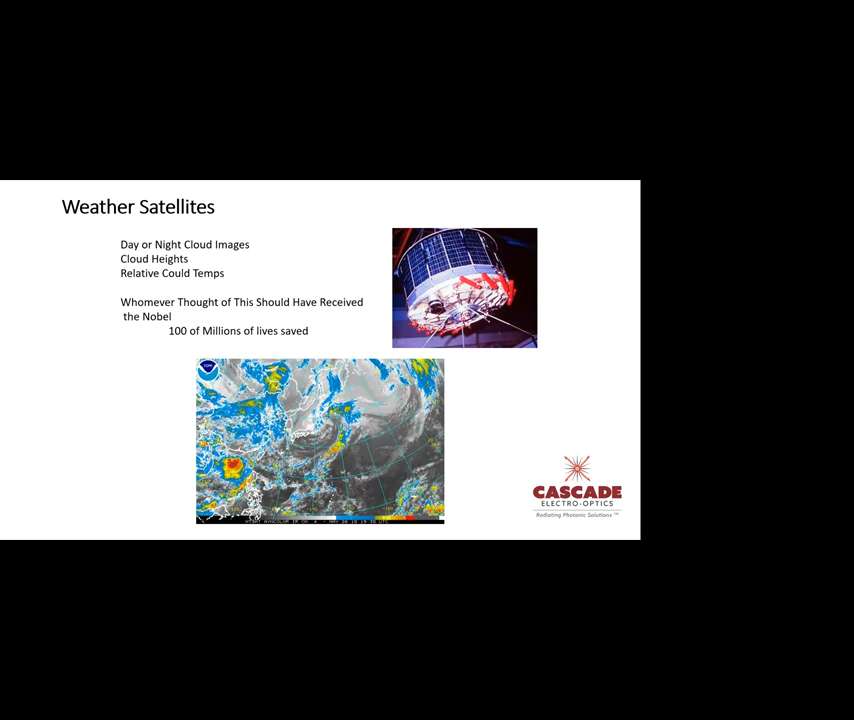 Weather Satellites
Day or Night Cloud Images
Cloud Heights
Relative Could Temps
Whomever Thought of This Should Have Received
the Nobel
100 of Millions of lives saved
CASCADE
ELECTRO-OPTICS
Radiating Photonic Solutions ™